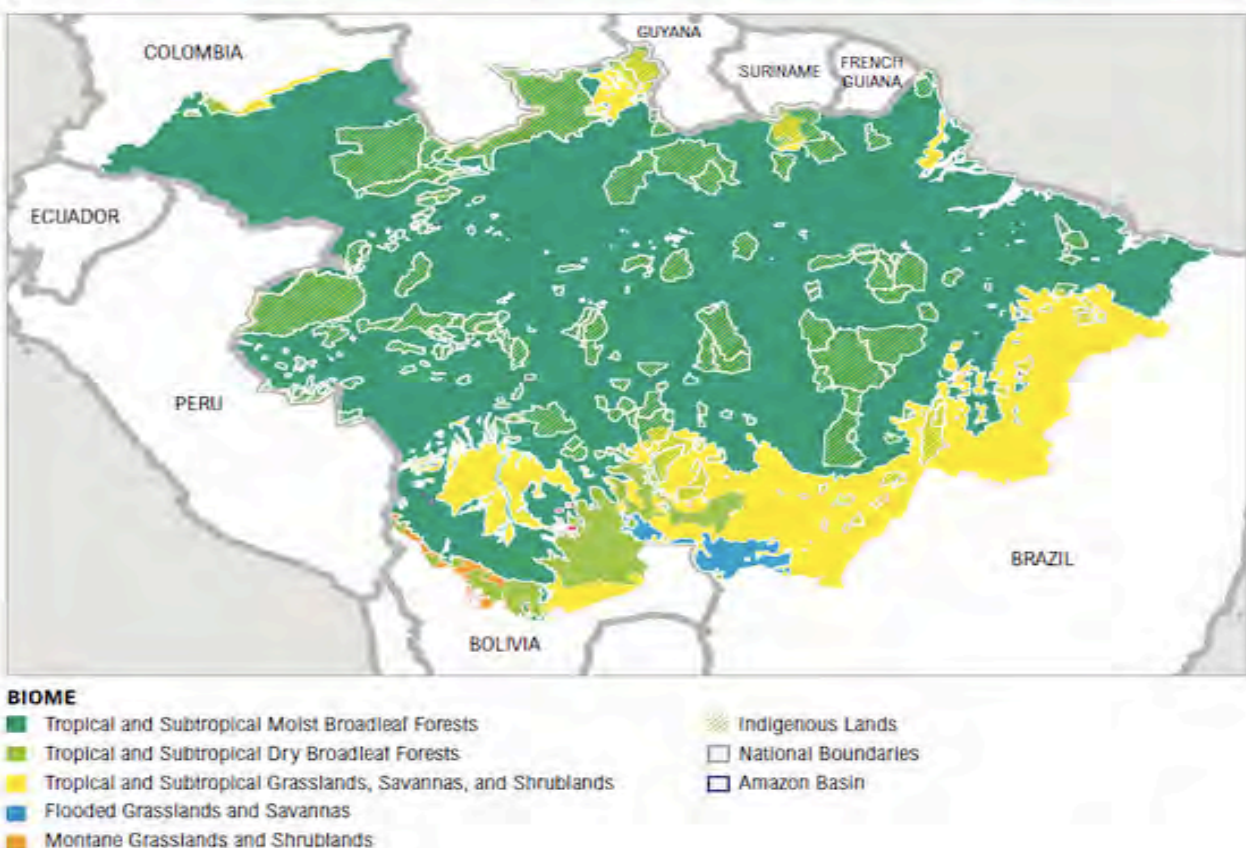 COLOMBIA
GUYANA
SURINAME
FRENCH
GUIANA
ECUADOR
PERU
BRAZIL
BOLIVIA
BIOME
Tropical and Subtropical Moist Broadleaf Forests
Tropical and Subtropical Dry Broadleaf Forests
Tropical and Subtropical Grasslands, Savannas, and Shrublands
Flooded Grasslands and Savannas
Montane Grasslands and Shrublands
Indigenous Lands
National Boundaries
Amazon Basin